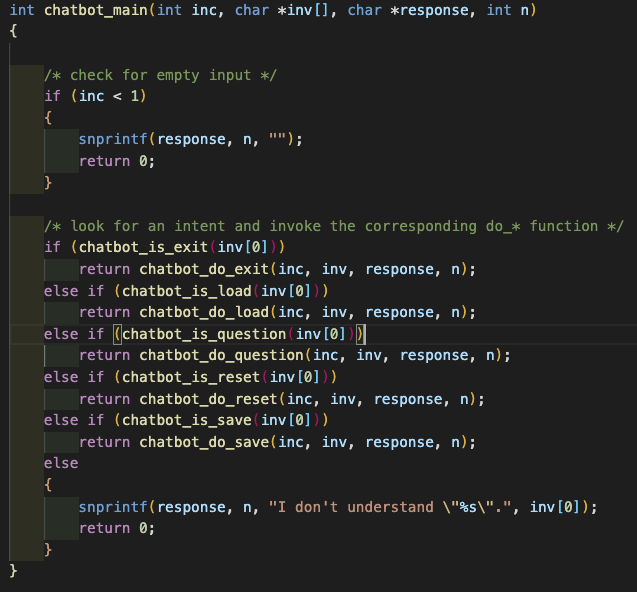 int chatbot_main(int inc, char *inv[], char *response, int n)
{
/* check for empty input */
if (inc < 1)
{
snprintf(response, n, "");
return 0;
}
/* look for an intent and invoke the corresponding do_* function */
if (chatbot_is_exit(inv[0]))
return chatbot_do_exit(inc, inv, response, n);
else if (chatbot_is_load(inv[0]))
return chatbot_do_load(inc, inv, response, n);
else if (chatbot_is_question(inv[0]))
return chatbot_do_question(inc, inv, response, n);
else if (chatbot_is_reset(inv[0]))
return chatbot_do_reset(inc, inv, response, n);
else if (chatbot_is_save(inv[0]))
return chatbot_do_save(inc, inv, response, n);
else
{
snprintf(response, n, "I don't understand \"%s\".", inv[0]);
return 0;
}
}